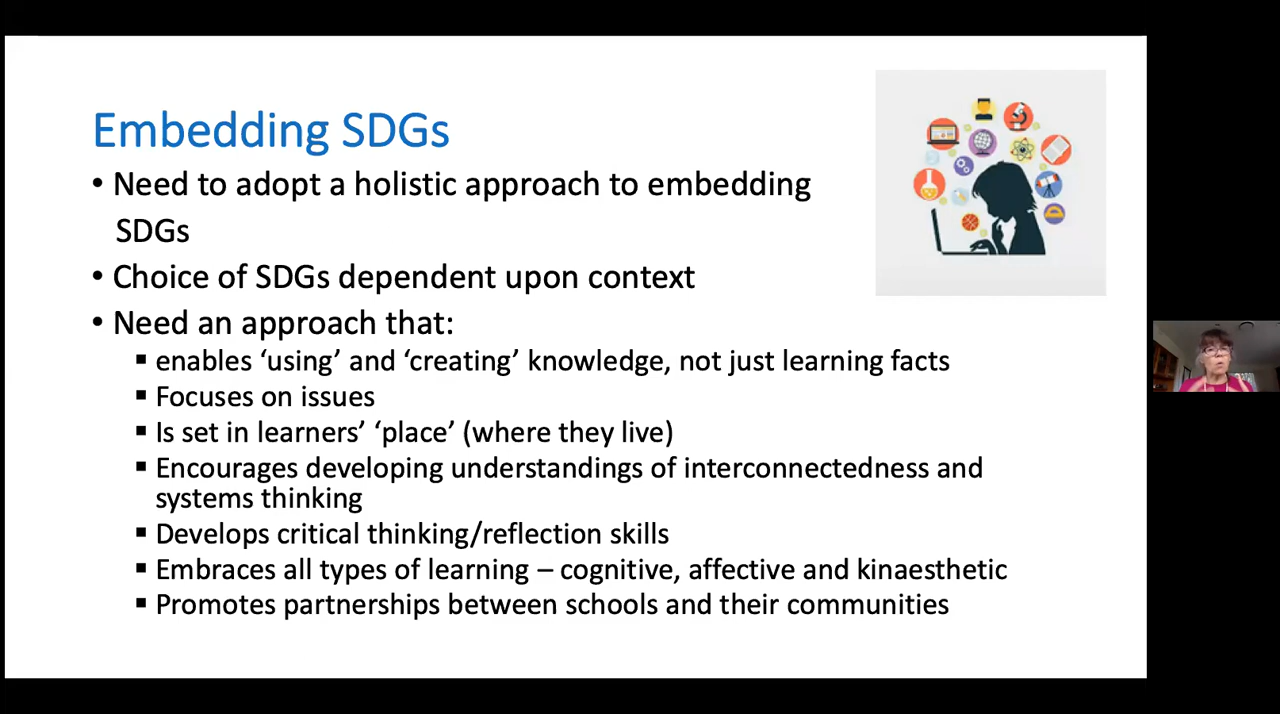 Embedding SDGs
• Need to adopt a holistic approach to embedding
SDGs
• Choice of SDGs dependent upon context
• Need an approach that:
▪ enables ‘using’ and ‘creating’ knowledge, not just learning facts
▪ Focuses on issues
▪ Is set in learners’ ‘place’ (where they live)
▪ Encourages developing understandings of interconnectedness and
systems thinking
▪ Develops critical thinking/reflection skills
▪ Embraces all types of learning – cognitive, affective and kinaesthetic
▪ Promotes partnerships between schools and their communities